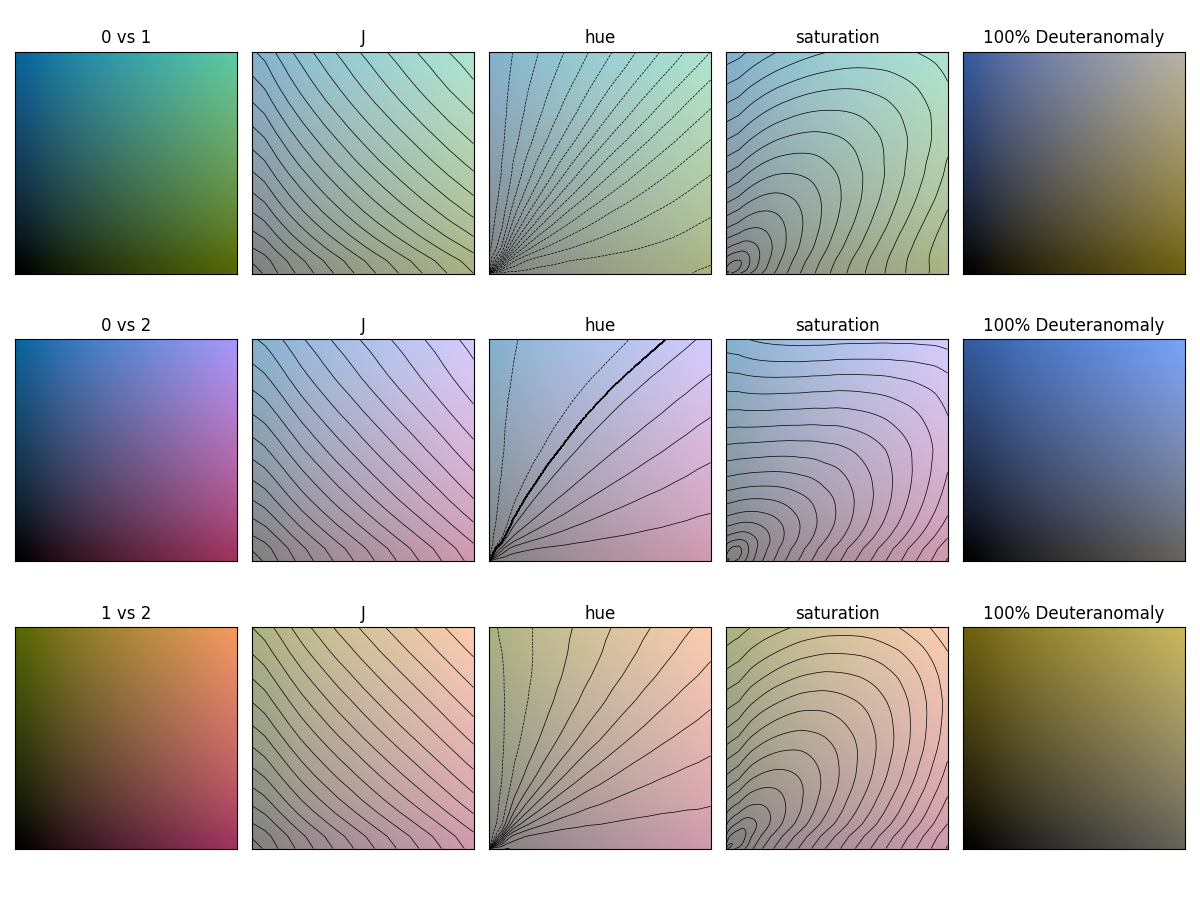 0 vs 1 J hue saturation 100% Deuteranomaly
0 vs 2 hue saturation 100% Deuteranomaly
J
1 vs 2 J hue saturation 100% Deuteranomaly